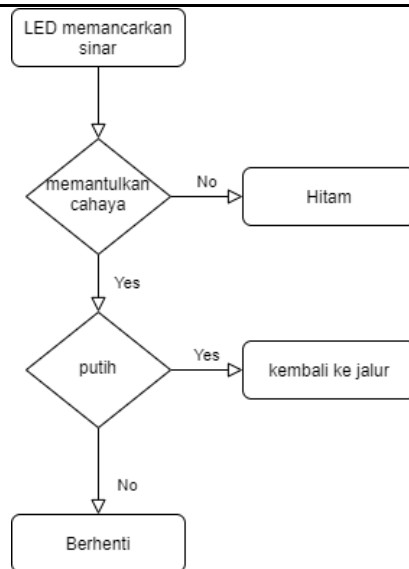 LED memancarkan
sinar
memantulkan
cahaya
No
Hitam
Yes
putih
Yes
kembali ke jalur
No
Berhenti